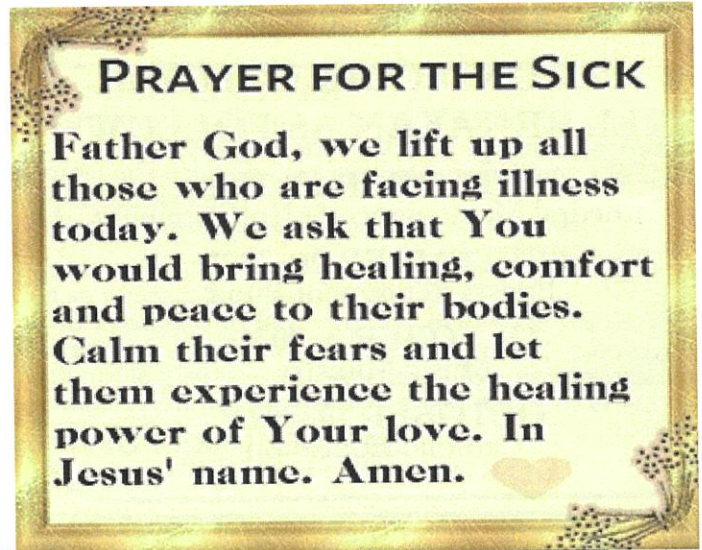 PRAYER FOR THE SICK
Father God, we lift up all
those who are facing illness
today. We ask that You
would bring healing, comfort
and peace to their bodies.
Calm their fears and let
them experience the healing
power of Your love. In
Jesus' name. Amen.